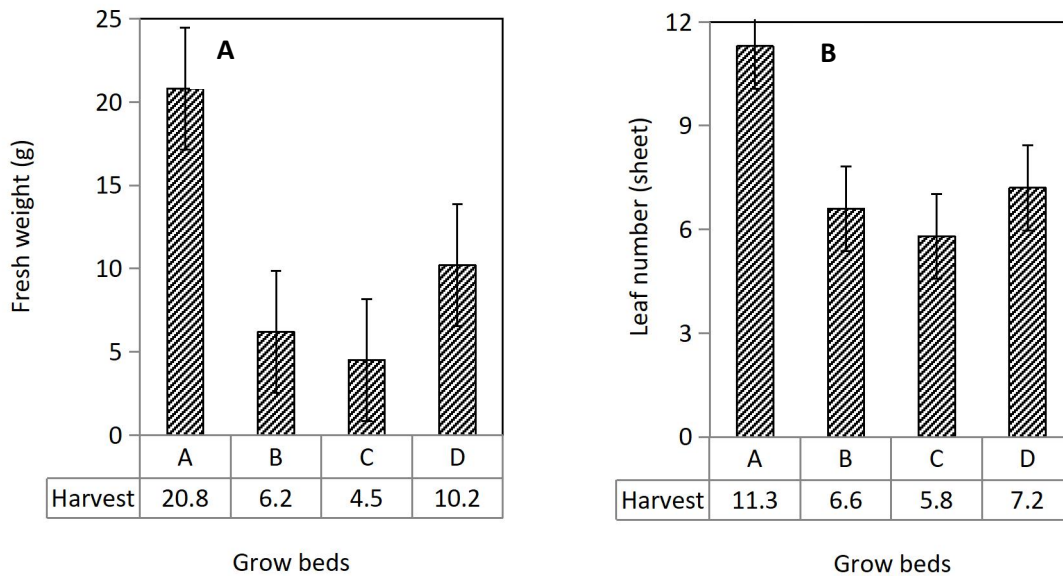 A
Fresh weight (g)
25
20
15
10
5
0
A B C D
Harvest 20.8 6.2 4.5 10.2
Grow beds
B
Leaf number (sheet)
12
9
6
3
0
A B C D
Harvest 11.3 6.6 5.8 7.2
Grow beds